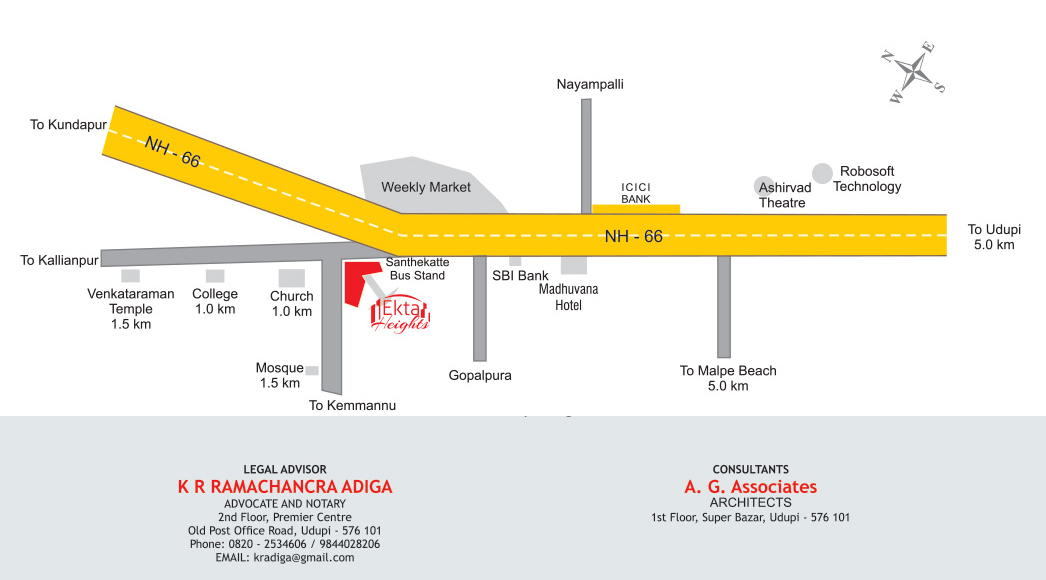 N
E
W
S
Nayampalli
To Kundapur
NH - 66
Weekly Market
ICICI
BANK
Ashirvad
Theatre
Robosoft
Technology
NH - 66
To Udupi
5.0 km
To Kallianpur
Santhekatte
Bus Stand
SBI Bank
Madhuvana
Hotel
Venkataraman
Temple
1.5 km
College
1.0 km
Church
1.0 km
Ekta
Heights
Mosque
1.5 km
Gopalpura
To Malpe Beach
5.0 km
To Kemmannu
LEGAL ADVISOR
K R RAMACHANCRA ADIGA
ADVOCATE AND NOTARY
2nd Floor, Premier Centre
Old Post Office Road, Udupi - 576 101
Phone: 0820 - 2534606 / 9844028206
EMAIL: kradiga@gmail.com
CONSULTANTS
A. G. Associates
ARCHITECTS
1st Floor, Super Bazar, Udupi - 576 101